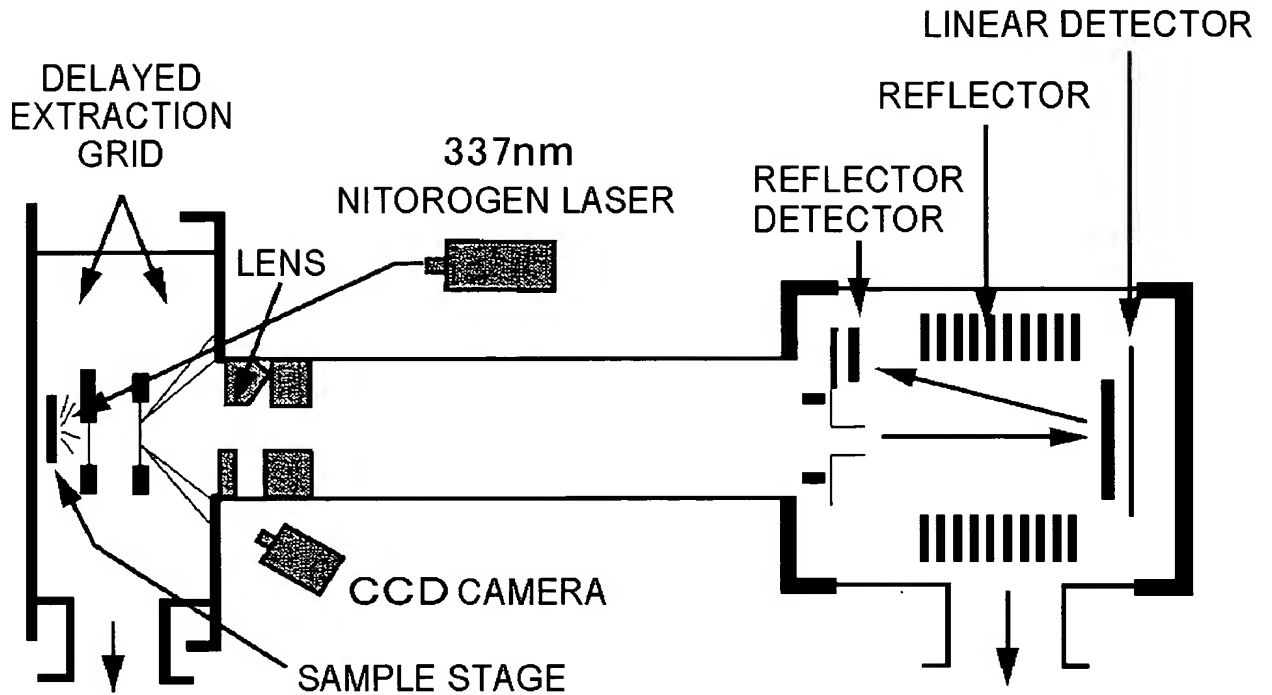 LINEAR DETECTOR
REFLECTOR
DELAYED
EXTRACTION
GRID
337nm
NITOROGEN LASER
REFLECTOR
DETECTOR
LENS
CCD CAMERA
SAMPLE STAGE